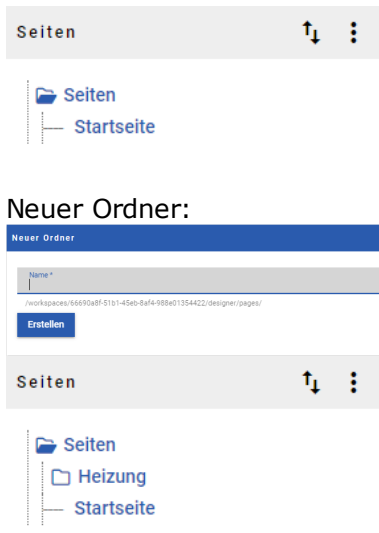 Seiten
Seiten
Startseite
Neuer Ordner:
Neuer Ordner
Name *
/workspaces/66690a8f-51b1-45eb-8af4-988e01354422/designer/pages/
Erstellen
Seiten
Seiten
Heizung
Startseite